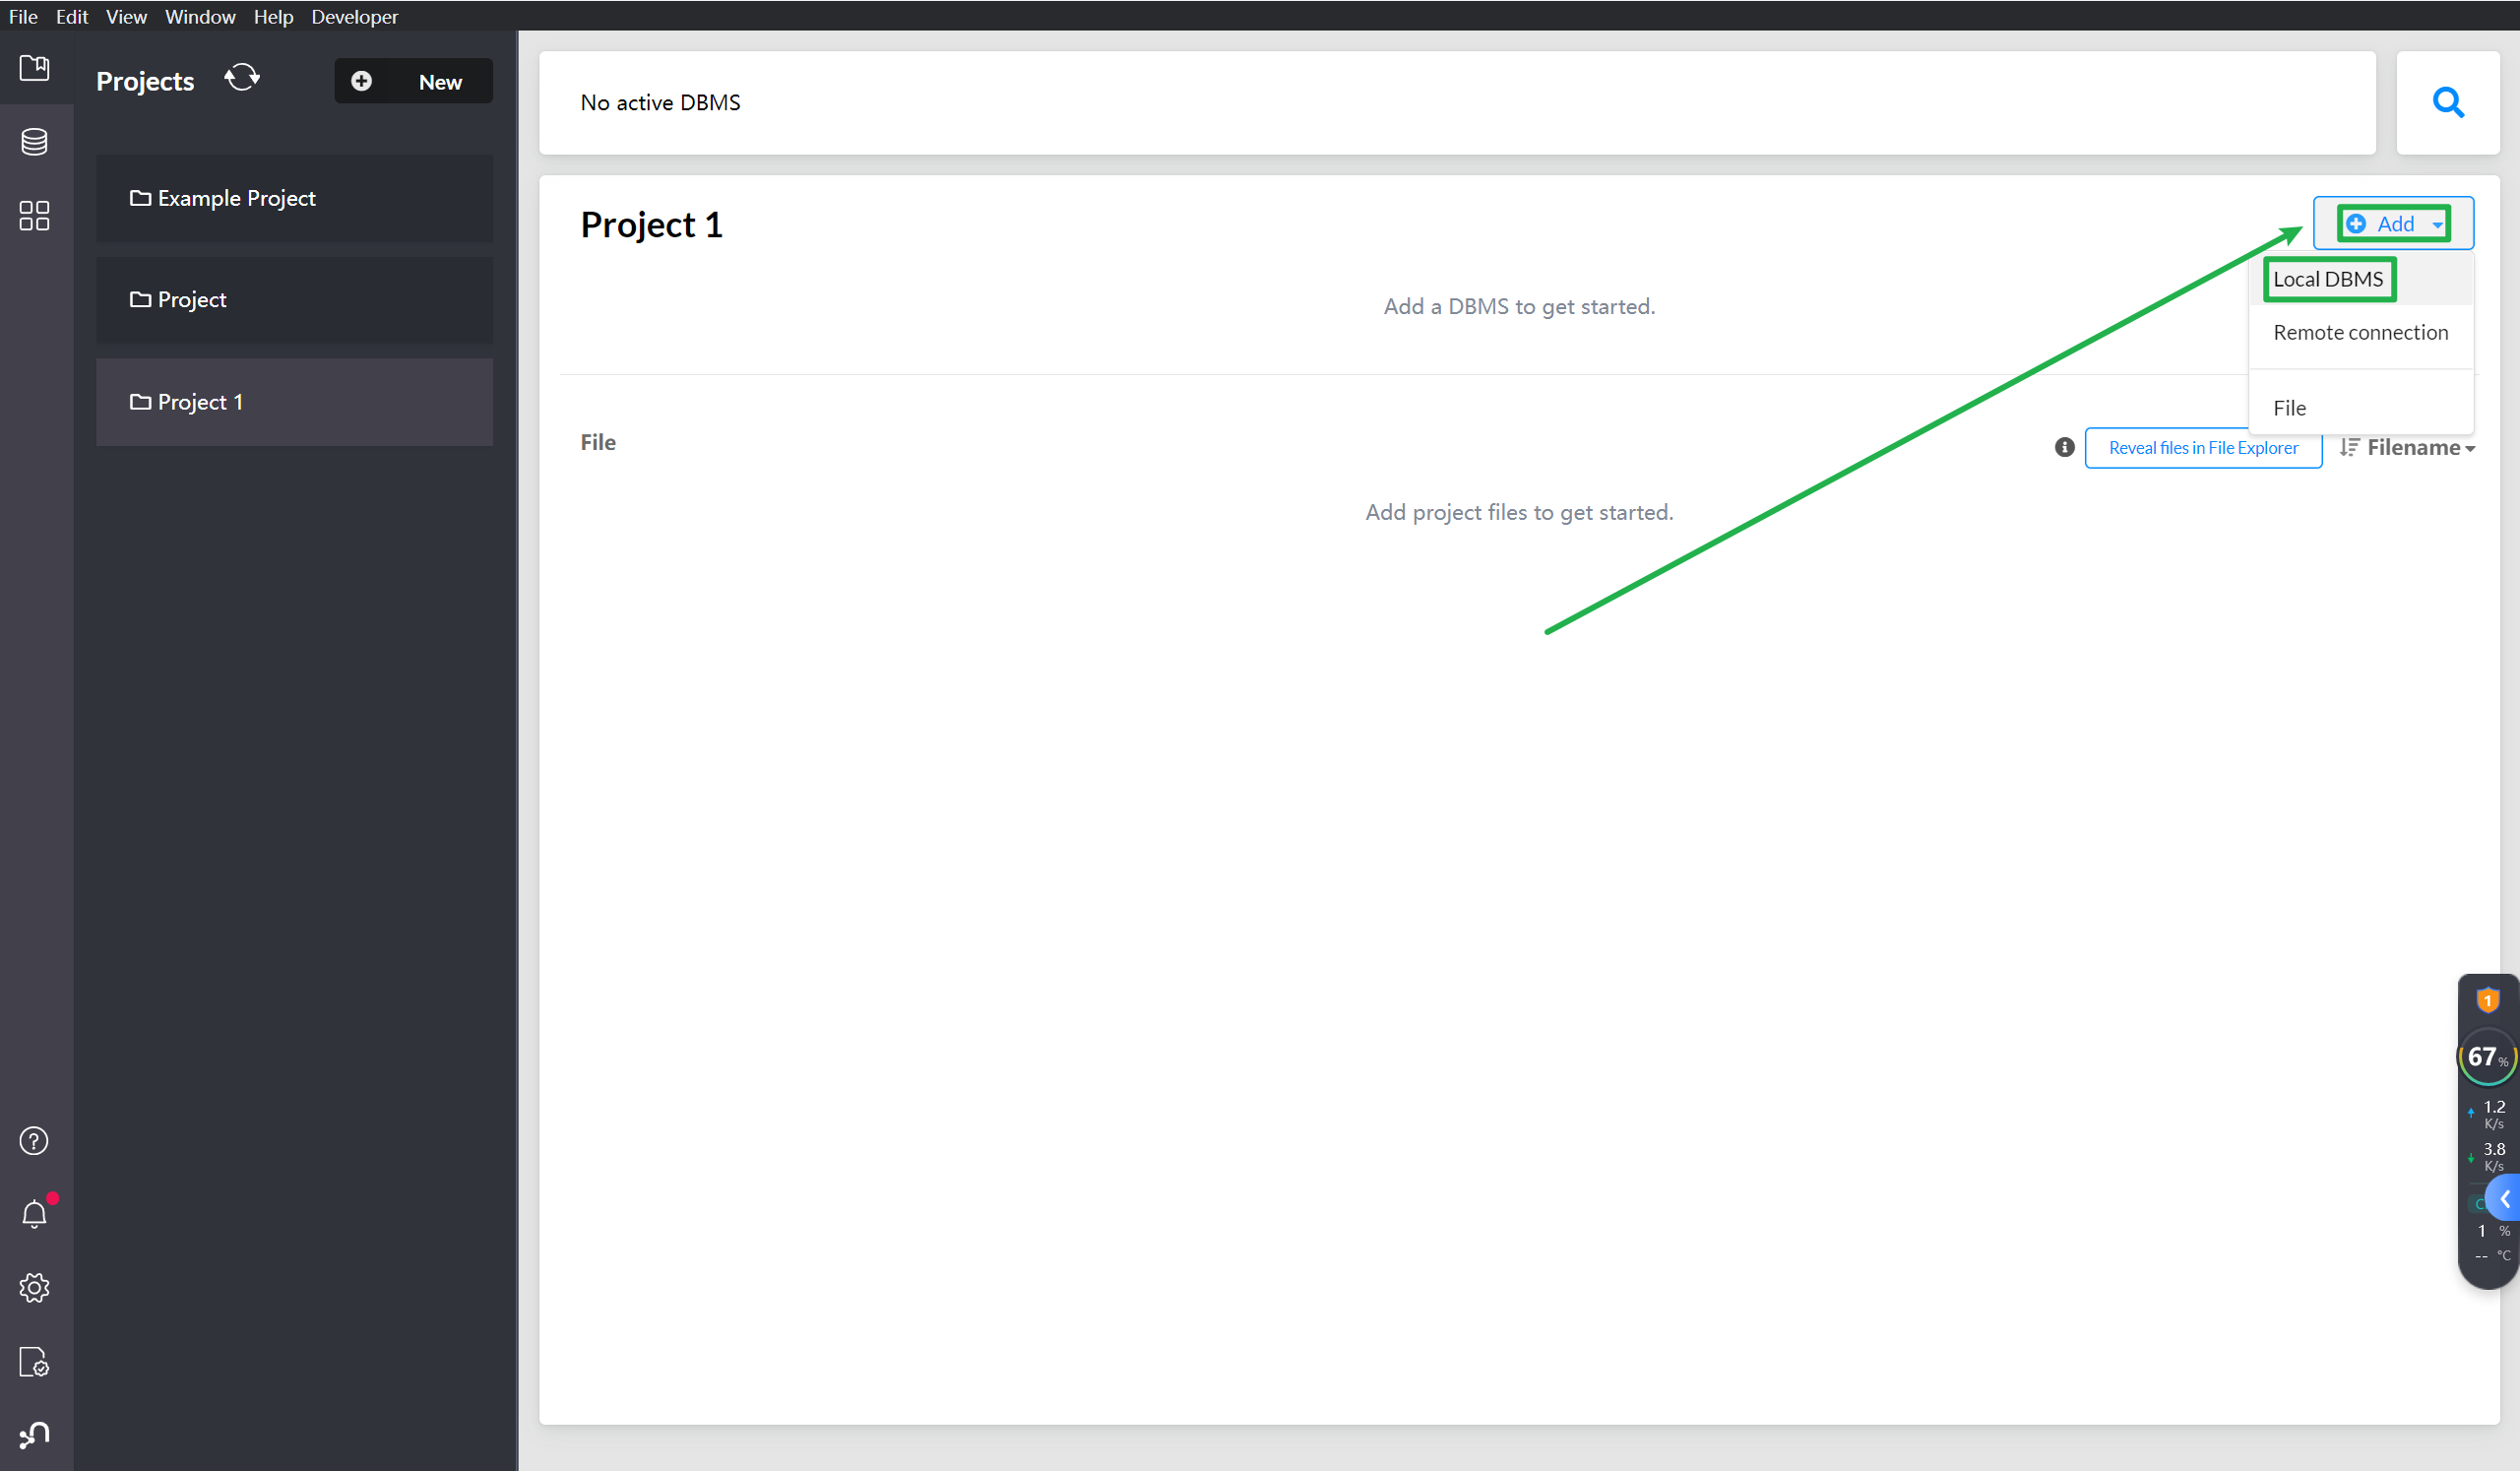 File Edit View Window Help Developer
Projects
New
Example Project
Project
Project 1
No active DBMS
Project 1
Add
Local DBMS
Remote connection
File
Add a DBMS to get started.
File
Reveal files in File Explorer
Filename
Add project files to get started.
1
67%
1.2
K/s
3.8
K/s
1 %
-- °C